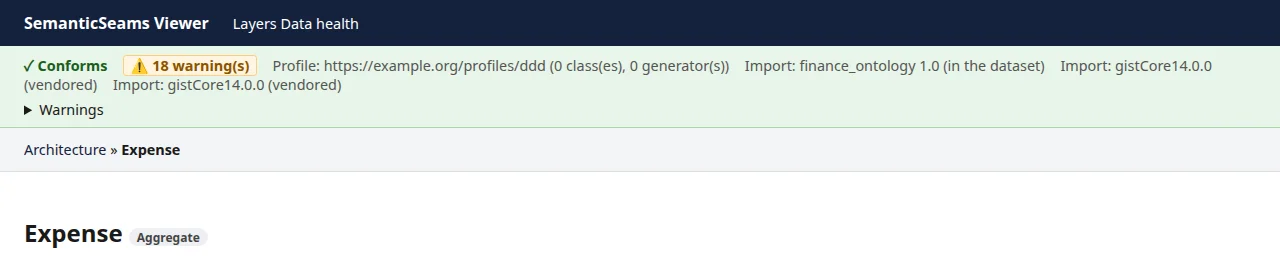 SemanticSeams Viewer Layers Data health
✓ Conforms ⚠ 18 warning(s) Profile: https://example.org/profiles/ddd (0 class(es), 0 generator(s)) Import: finance_ontology 1.0 (in the dataset) Import: gistCore14.0.0
(vendored) Import: gistCore14.0.0 (vendored)
▶ Warnings
Architecture » Expense
Expense Aggregate